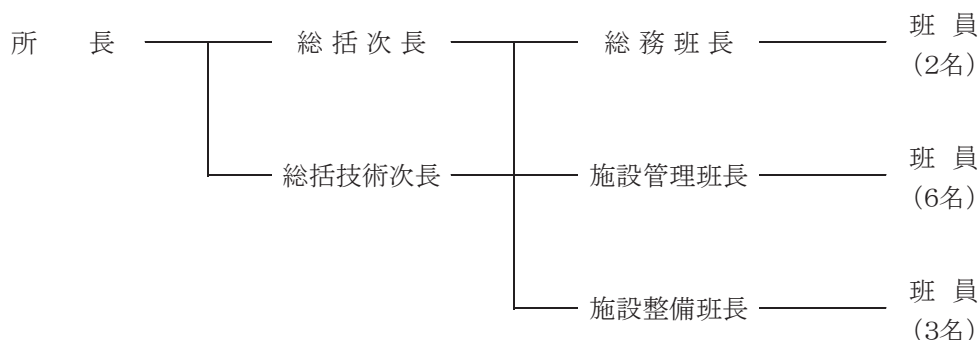 所　　長　総 括 次 長　総 務 班 長　班 員
(2名)
総括技術次長　施設管理班長　班 員
(6名)
施設整備班長　班 員
(3名)